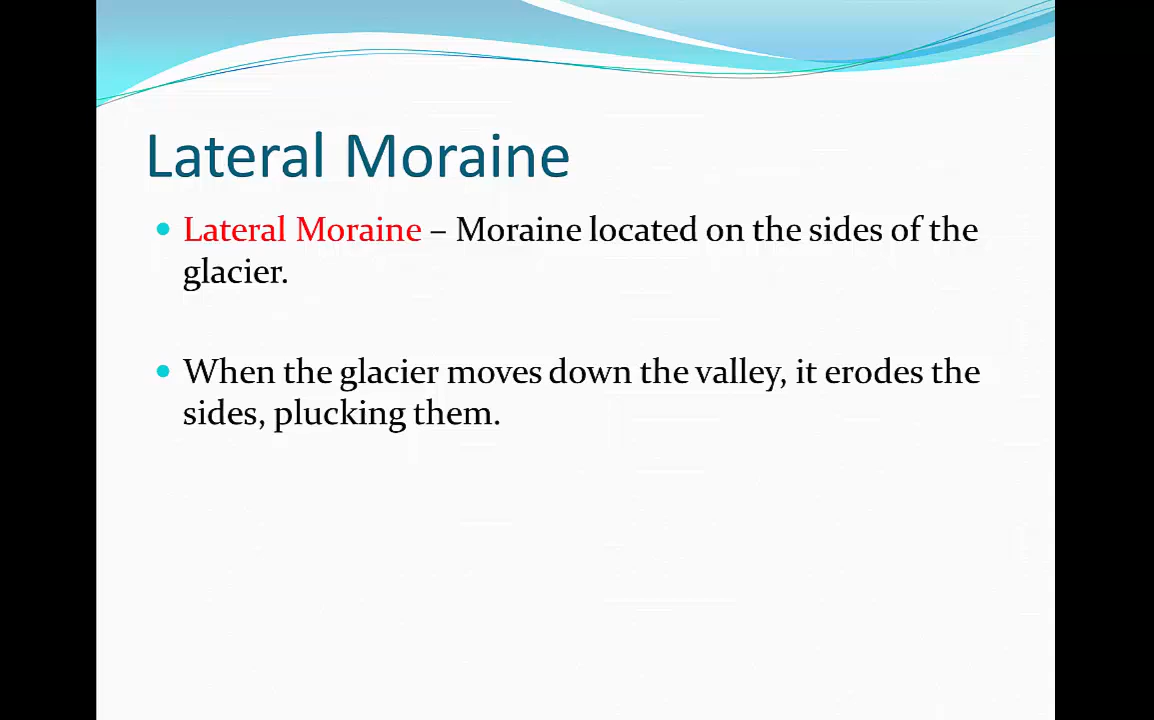 Lateral Moraine
• Lateral Moraine – Moraine located on the sides of the
glacier.
• When the glacier moves down the valley, it erodes the
sides, plucking them.